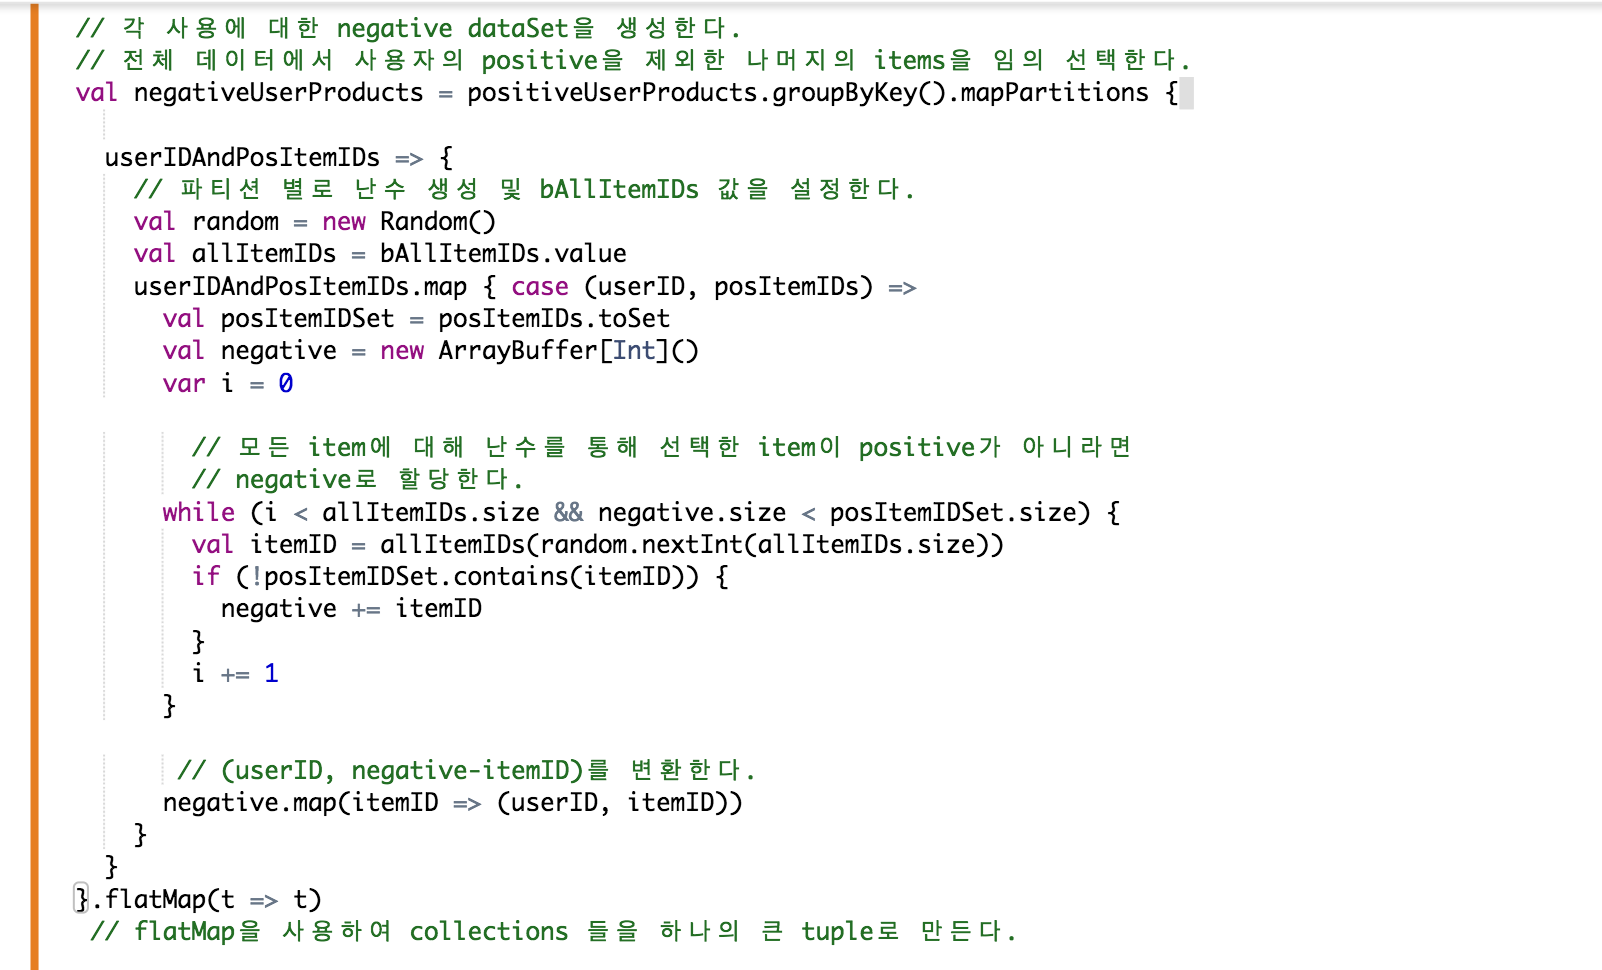 // 각 사용에 대한 negative dataSet을 생성한다.
// 전체 데이터에서 사용자의 positive을 제외한 나머지의 items을 임의 선택한다.
val negativeUserProducts = positiveUserProducts.groupByKey().mapPartitions {
userIDAndPosItemIDs => {
// 파티션 별로 난수 생성 및 bAllItemIDs 값을 설정한다.
val random = new Random()
val allItemIDs = bAllItemIDs.value
userIDAndPosItemIDs.map { case (userID, posItemIDs) =>
val posItemIDSet = posItemIDs.toSet
val negative = new ArrayBuffer[Int]()
var i = 0
// 모든 item에 대해 난수를 통해 선택한 item이 positive가 아니라면
// negative로 할당한다.
while (i < allItemIDs.size && negative.size < posItemIDSet.size) {
val itemID = allItemIDs(random.nextInt(allItemIDs.size))
if (!posItemIDSet.contains(itemID)) {
negative += itemID
}
i += 1
}
// (userID, negative-itemID)를 변환한다.
negative.map(itemID => (userID, itemID))
}
}
}.flatMap(t => t)
// flatMap을 사용하여 collections 들을 하나의 큰 tuple로 만든다.